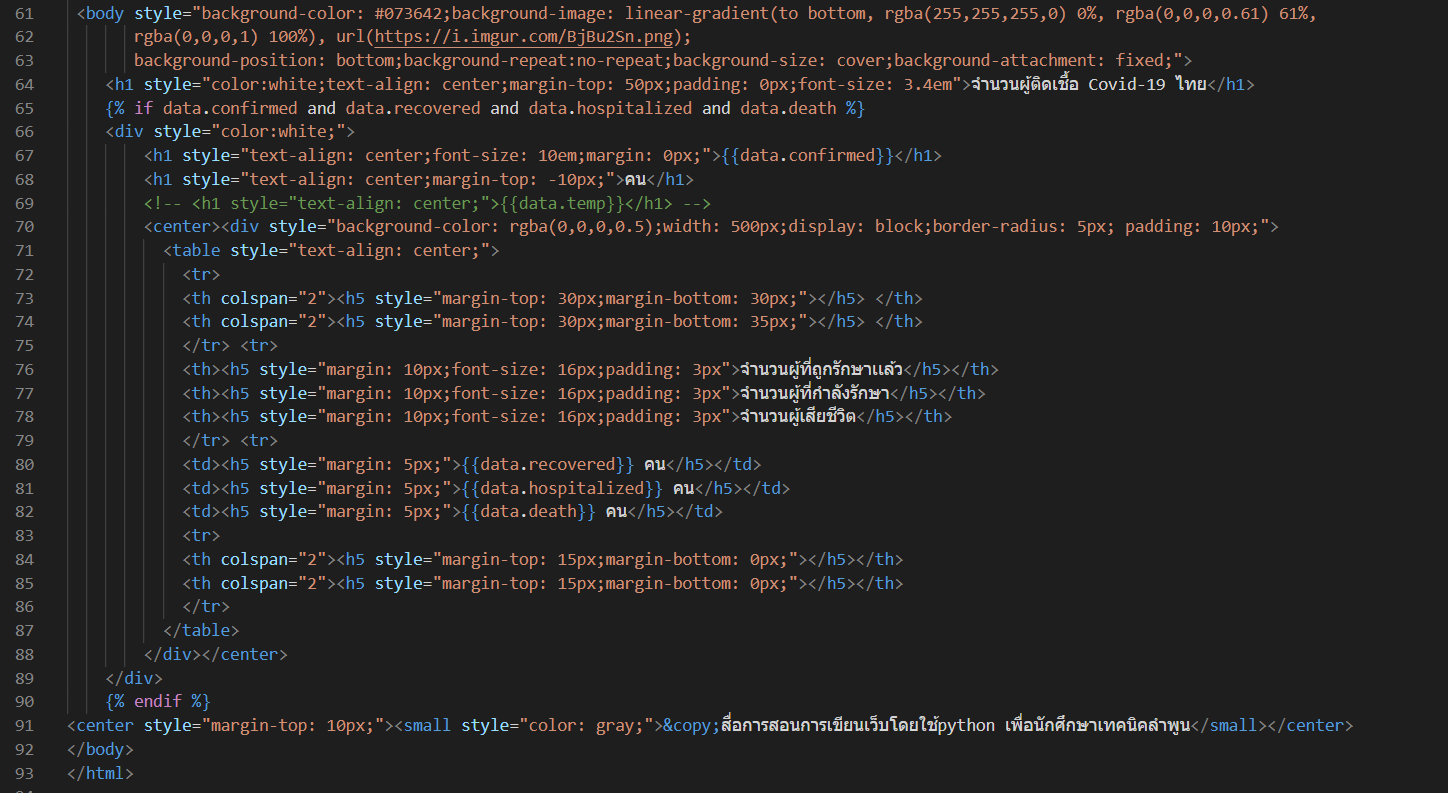 61 <body style="background-color: #073642;background-image: linear-gradient(to bottom, rgba(255,255,255,0) 0%, rgba(0,0,0,0.61) 61%,
62 rgba(0,0,0,1) 100%), url(https://i.imgur.com/BjBu2Sn.png);
63 background-position: bottom;background-repeat:no-repeat;background-size: cover;background-attachment: fixed;">
64 <h1 style="color:white;text-align: center;margin-top: 50px;padding: 0px;font-size: 3.4em">จำนวนผู้ติดเชื้อ Covid-19 ไทย</h1>
65 {% if data.confirmed and data.recovered and data.hospitalized and data.death %}
66 <div style="color:white;">
67 <h1 style="text-align: center;font-size: 10em;margin: 0px;">{{data.confirmed}}</h1>
68 <h1 style="text-align: center;margin-top: -10px;">คน</h1>
69 <!-- <h1 style="text-align: center;">{{data.temp}}</h1> -->
70 <center><div style="background-color: rgba(0,0,0,0.5);width: 500px;display: block;border-radius: 5px; padding: 10px;">
71 <table style="text-align: center;">
72 <tr>
73 <th colspan="2"><h5 style="margin-top: 30px;margin-bottom: 30px;"></h5> </th>
74 <th colspan="2"><h5 style="margin-top: 30px;margin-bottom: 35px;"></h5> </th>
75 </tr> <tr>
76 <th><h5 style="margin: 10px;font-size: 16px;padding: 3px">จำนวนผู้ที่ถูกรักษาแล้ว</h5></th>
77 <th><h5 style="margin: 10px;font-size: 16px;padding: 3px">จำนวนผู้ที่กำลังรักษา</h5></th>
78 <th><h5 style="margin: 10px;font-size: 16px;padding: 3px">จำนวนผู้เสียชีวิต</h5></th>
79 </tr> <tr>
80 <td><h5 style="margin: 5px;">{{data.recovered}} คน</h5></td>
81 <td><h5 style="margin: 5px;">{{data.hospitalized}} คน</h5></td>
82 <td><h5 style="margin: 5px;">{{data.death}} คน</h5></td>
83 <tr>
84 <th colspan="2"><h5 style="margin-top: 15px;margin-bottom: 0px;"></h5></th>
85 <th colspan="2"><h5 style="margin-top: 15px;margin-bottom: 0px;"></h5></th>
86 </tr>
87 </table>
88 </div></center>
89 </div>
90 {% endif %}
91 <center style="margin-top: 10px;"><small style="color: gray;">&copy;สื่อการสอนการเขียนเว็บโดยใช้python เพื่อนักศึกษาเทคนิคลำพูน</small></center>
92 </body>
93 </html>